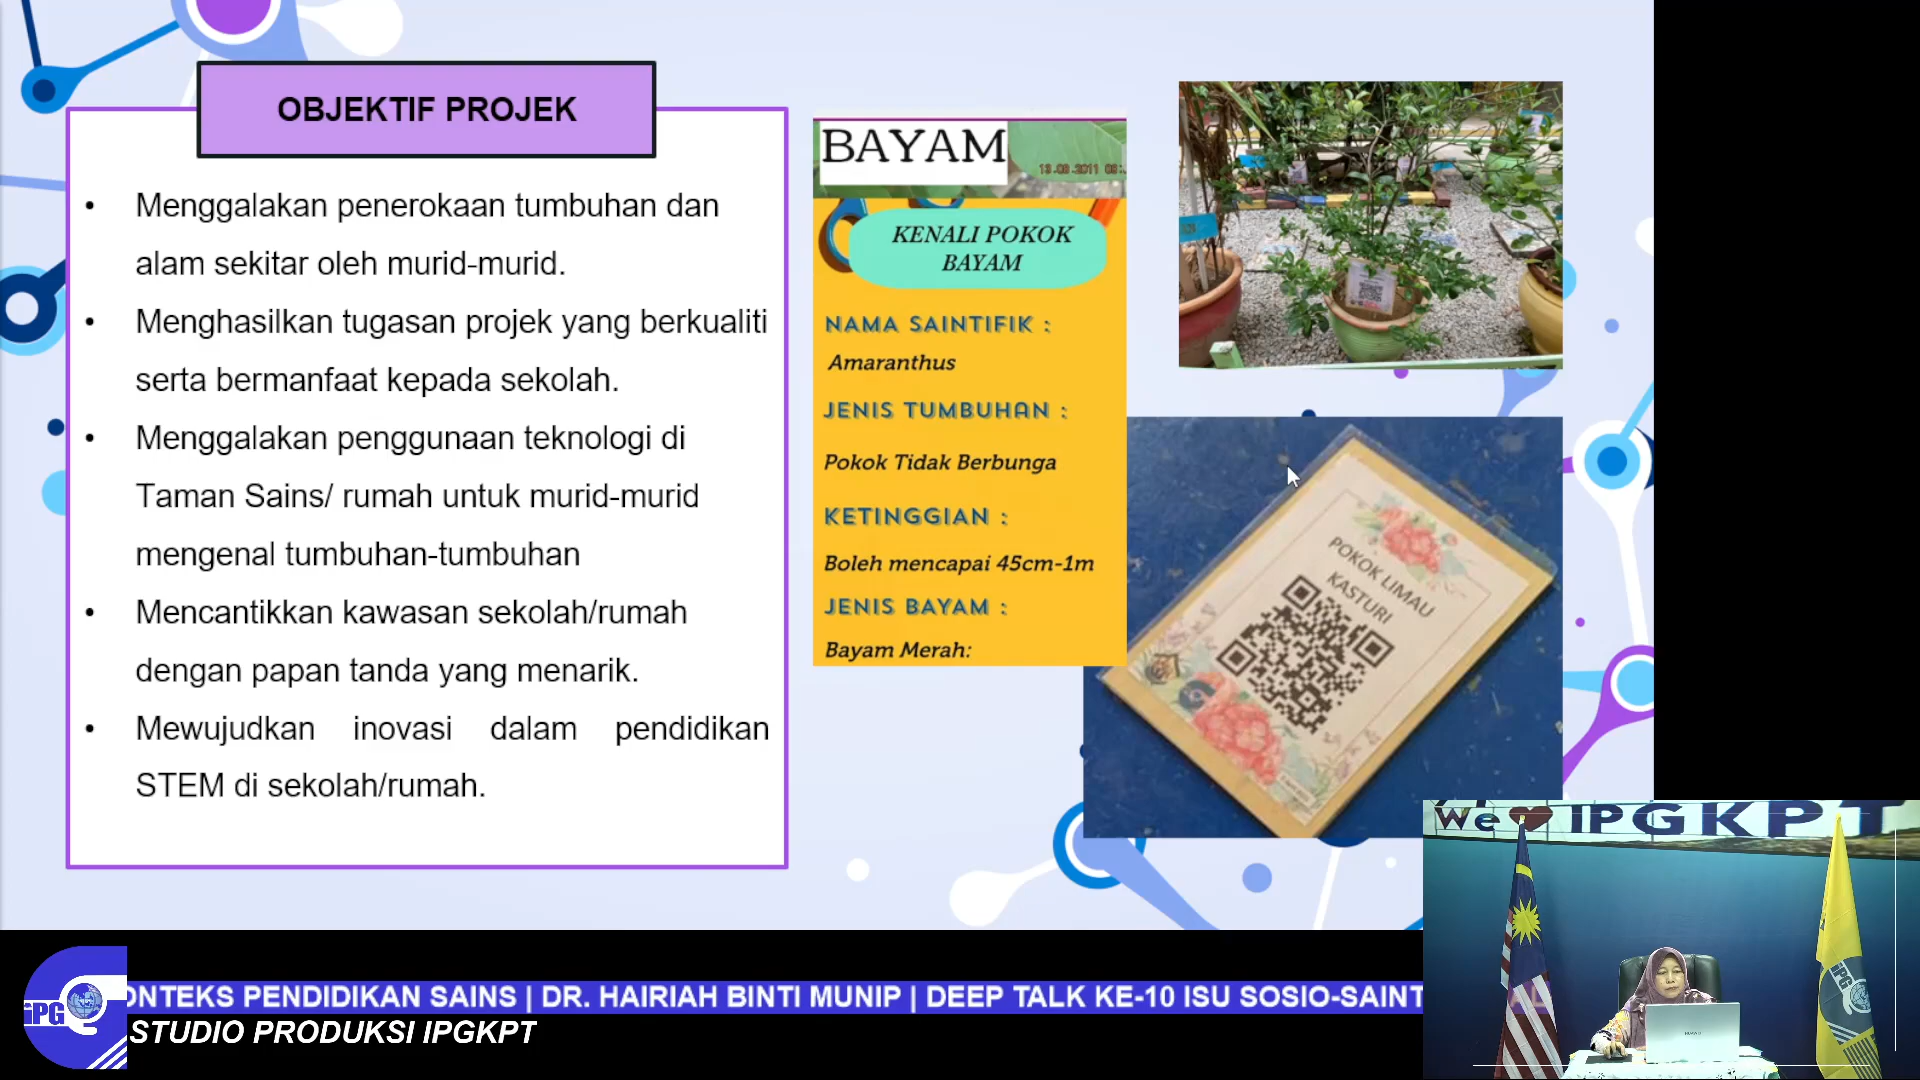 OBJEKTIF PROJEK
• Menggalakan penerokaan tumbuhan dan
alam sekitar oleh murid-murid.
• Menghasilkan tugasan projek yang berkualiti
serta bermanfaat kepada sekolah.
• Menggalakan penggunaan teknologi di
Taman Sains/ rumah untuk murid-murid
mengenal tumbuhan-tumbuhan
• Mencantikkan kawasan sekolah/rumah
dengan papan tanda yang menarik.
• Mewujudkan inovasi dalam pendidikan
STEM di sekolah/rumah.
BAYAM
KENALI POKOK
BAYAM
NAMA SAINTIFIK :
Amaranthus
JENIS TUMBUHAN :
Pokok Tidak Berbunga
KETINGGIAN :
Boleh mencapai 45cm-1m
JENIS BAYAM :
Bayam Merah:
POKOK LIMAU
KASTURI
We IPGKPT
iPG
ONTEKS PENDIDIKAN SAINS | DR. HAIRIAH BINTI MUNIP | DEEP TALK KE-10 ISU SOSIO-SAINT
STUDIO PRODUKSI IPGKPT